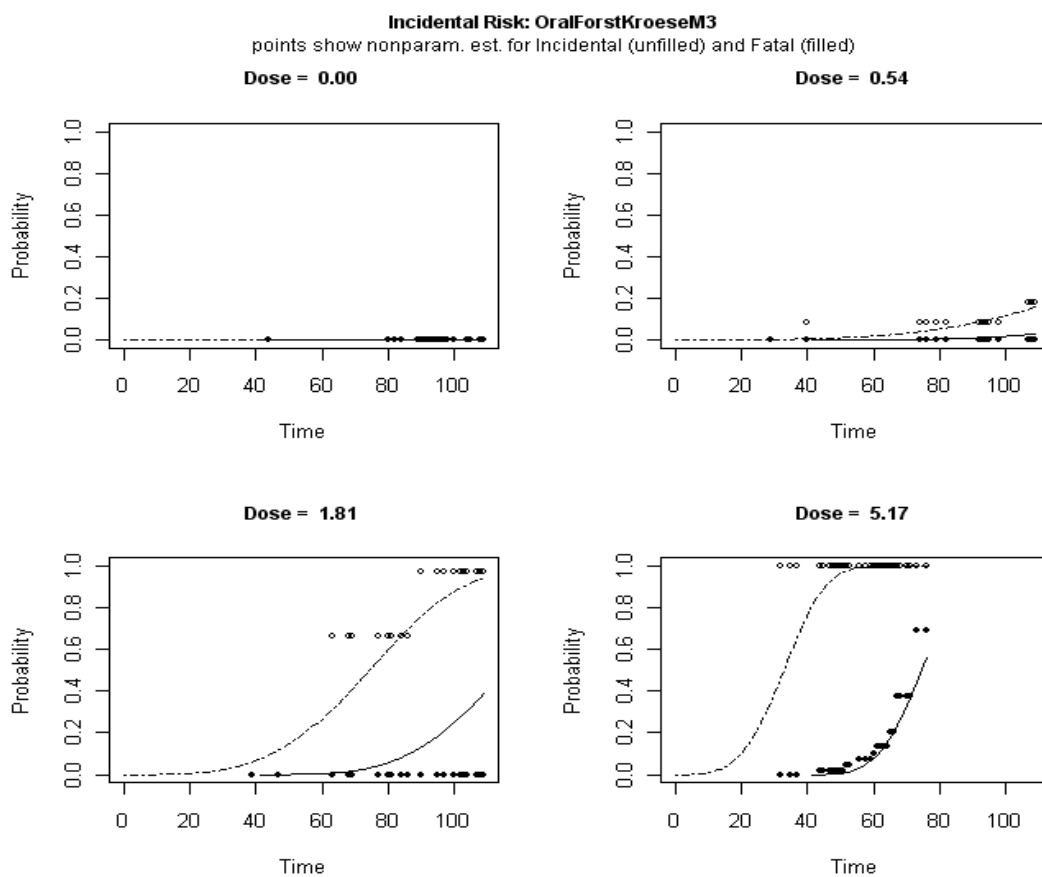 Incidental Risk: OralForstKroeseM3
points show nonparam. est. for Incidental (unfilled) and Fatal (filled)
Dose = 0.00
Probability
0.0 0.2 0.4 0.6 0.8 1.0
0 20 40 60 80 100
Time
Dose = 0.54
Probability
0.0 0.2 0.4 0.6 0.8 1.0
0 20 40 60 80 100
Time
Dose = 1.81
Probability
0.0 0.2 0.4 0.6 0.8 1.0
0 20 40 60 80 100
Time
Dose = 5.17
Probability
0.0 0.2 0.4 0.6 0.8 1.0
0 20 40 60 80 100
Time